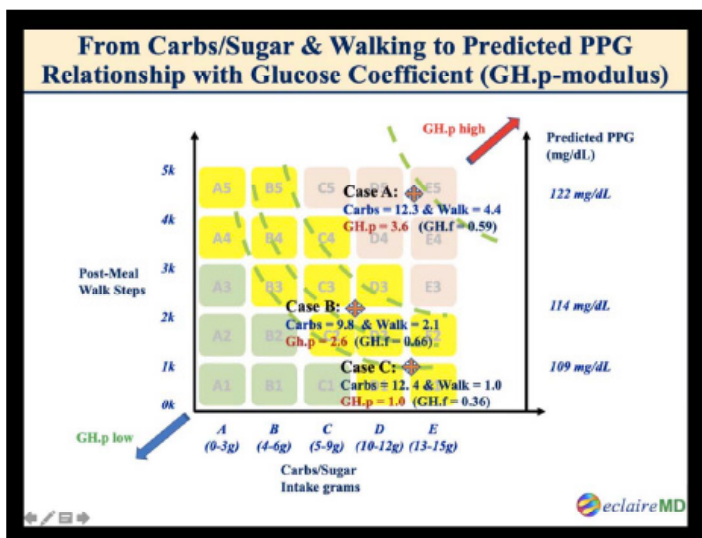 From Carbs/Sugar & Walking to Predicted PPG
Relationship with Glucose Coefficient (GH.p-modulus)
GH.p high
Predicted PPG
(mg/dL)
5k
A5 B5 C5 E5
Case A:
122 mg/dL
Carbs = 12.3 & Walk = 4.4
4k
GH.p = 3.6 (GH.f = 0.59)
A4 B4 C4 D4 E4
Post-Meal
Walk Steps
3k
A3 B3 C3 D3 E3
Case B:
114 mg/dL
2k
Carbs = 9.8 & Walk = 2.1
A2 B2
Gh.p = 2.6 (GH.f = 0.66)
Case C:
1k
109 mg/dL
Carbs = 12.4 & Walk = 1.0
A1 B1 C1
GH.p = 1.0 (GH.f = 0.36)
0k
GH.p low
A B C D E
(0-3g) (4-6g) (5-9g) (10-12g) (13-15g)
Carbs/Sugar
Intake grams
eclaireMD